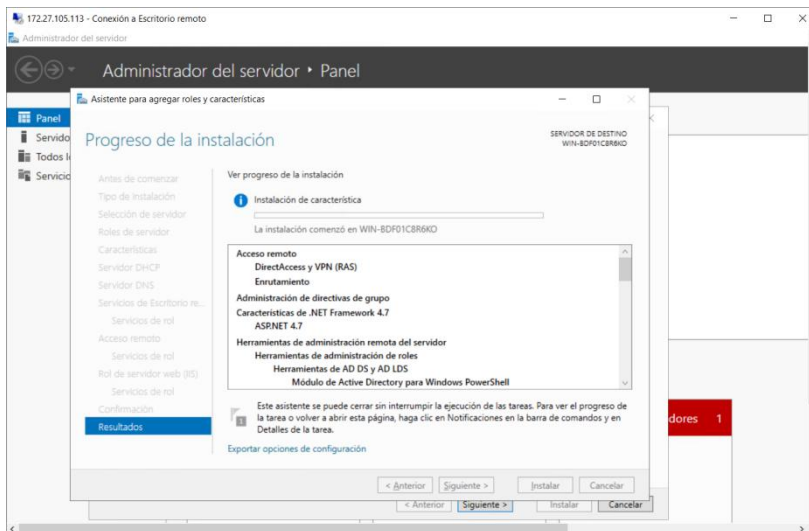 172.27.105.113 - Conexión a Escritorio remoto
Administrador del servidor
Administrador del servidor • Panel
Asistente para agregar roles y características
Panel
Servido
Todos l
Servicio
Progreso de la instalación
SERVIDOR DE DESTINO
WIN-BDF01C8R6KO
Antes de comenzar
Tipo de instalación
Selección de servidor
Roles de servidor
Características
Servidor DHCP
Servidor DNS
Servicios de Escritorio re...
Servicios de rol
Acceso remoto
Servicios de rol
Rol de servidor web (IIS)
Servicios de rol
Confirmación
Resultados
Ver progreso de la instalación
Instalación de característica
La instalación comenzó en WIN-BDF01C8R6KO
Acceso remoto
DirectAccess y VPN (RAS)
Enrutamiento
Administración de directivas de grupo
Características de .NET Framework 4.7
ASP.NET 4.7
Herramientas de administración remota del servidor
Herramientas de administración de roles
Herramientas de AD DS y AD LDS
Módulo de Active Directory para Windows PowerShell
1
Este asistente se puede cerrar sin interrumpir la ejecución de las tareas. Para ver el progreso de
la tarea o volver a abrir esta página, haga clic en Notificaciones en la barra de comandos y en
Detalles de la tarea.
Exportar opciones de configuración
< Anterior Siguiente > Instalar Cancelar
< Anterior Siguiente > Instalar Cancelar
dores 1